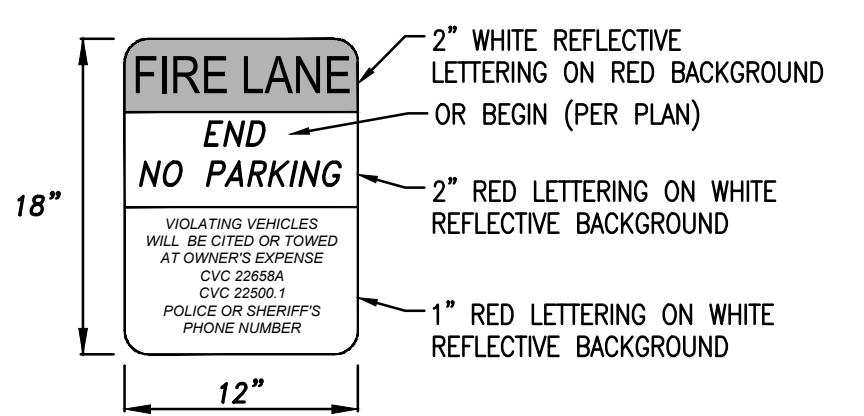 FIRE LANE
END
NO PARKING
VIOLATING VEHICLES
WILL BE CITED OR TOWED
AT OWNER'S EXPENSE
CVC 22658A
CVC 22500.1
POLICE OR SHERIFF'S
PHONE NUMBER
18"
12"
2" WHITE REFLECTIVE
LETTERING ON RED BACKGROUND
OR BEGIN (PER PLAN)
2" RED LETTERING ON WHITE
REFLECTIVE BACKGROUND
1" RED LETTERING ON WHITE
REFLECTIVE BACKGROUND